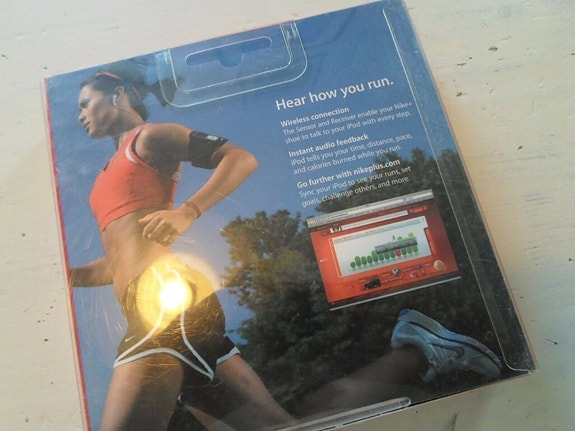 Hear how you run.
Wireless connection
The Sensor and Receiver enable your Nike+
shoe to talk to your iPod with every step.
Instant audio feedback
iPod tells you your time, distance, pace,
and calories burned while you run.
Go further with nikeplus.com
Sync your iPod to see your runs, set
goals, challenge others, and more.